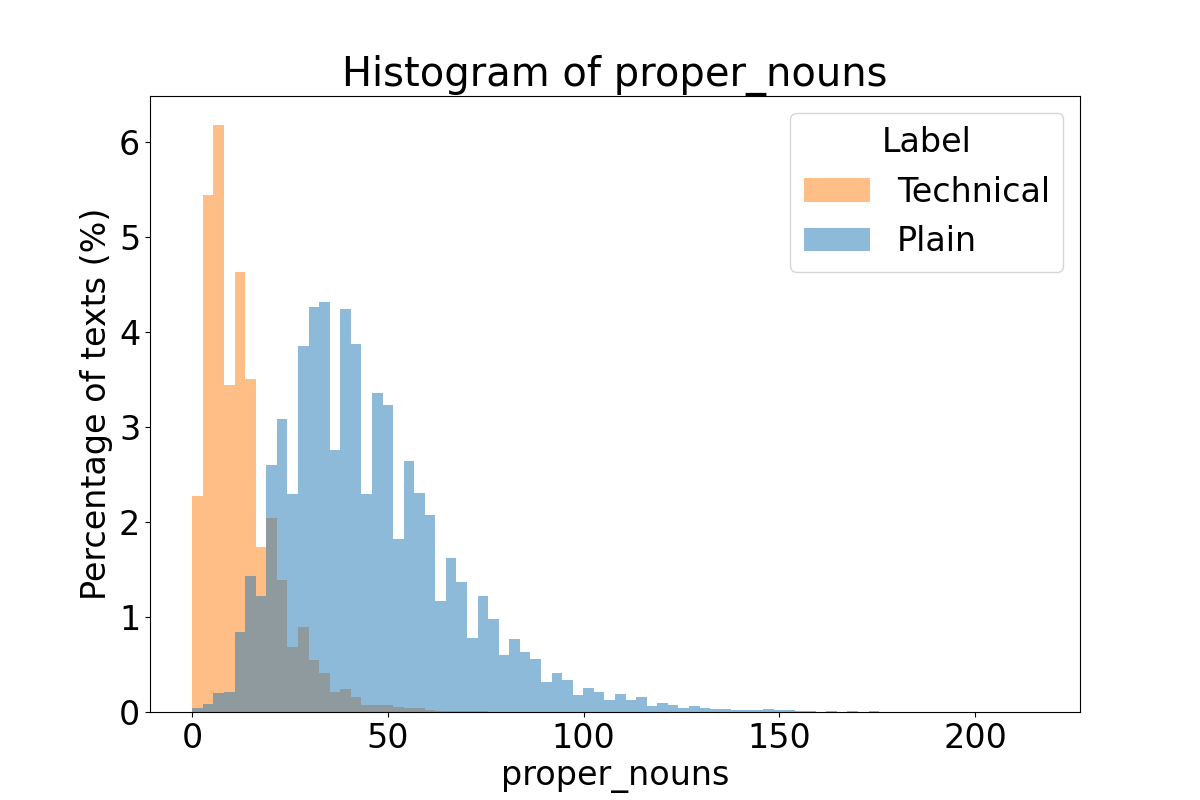 Histogram of proper_nouns
Label
Technical
Plain
Percentage of texts (%)
6
5
4
3
2
1
0
0 50 100 150 200
proper_nouns